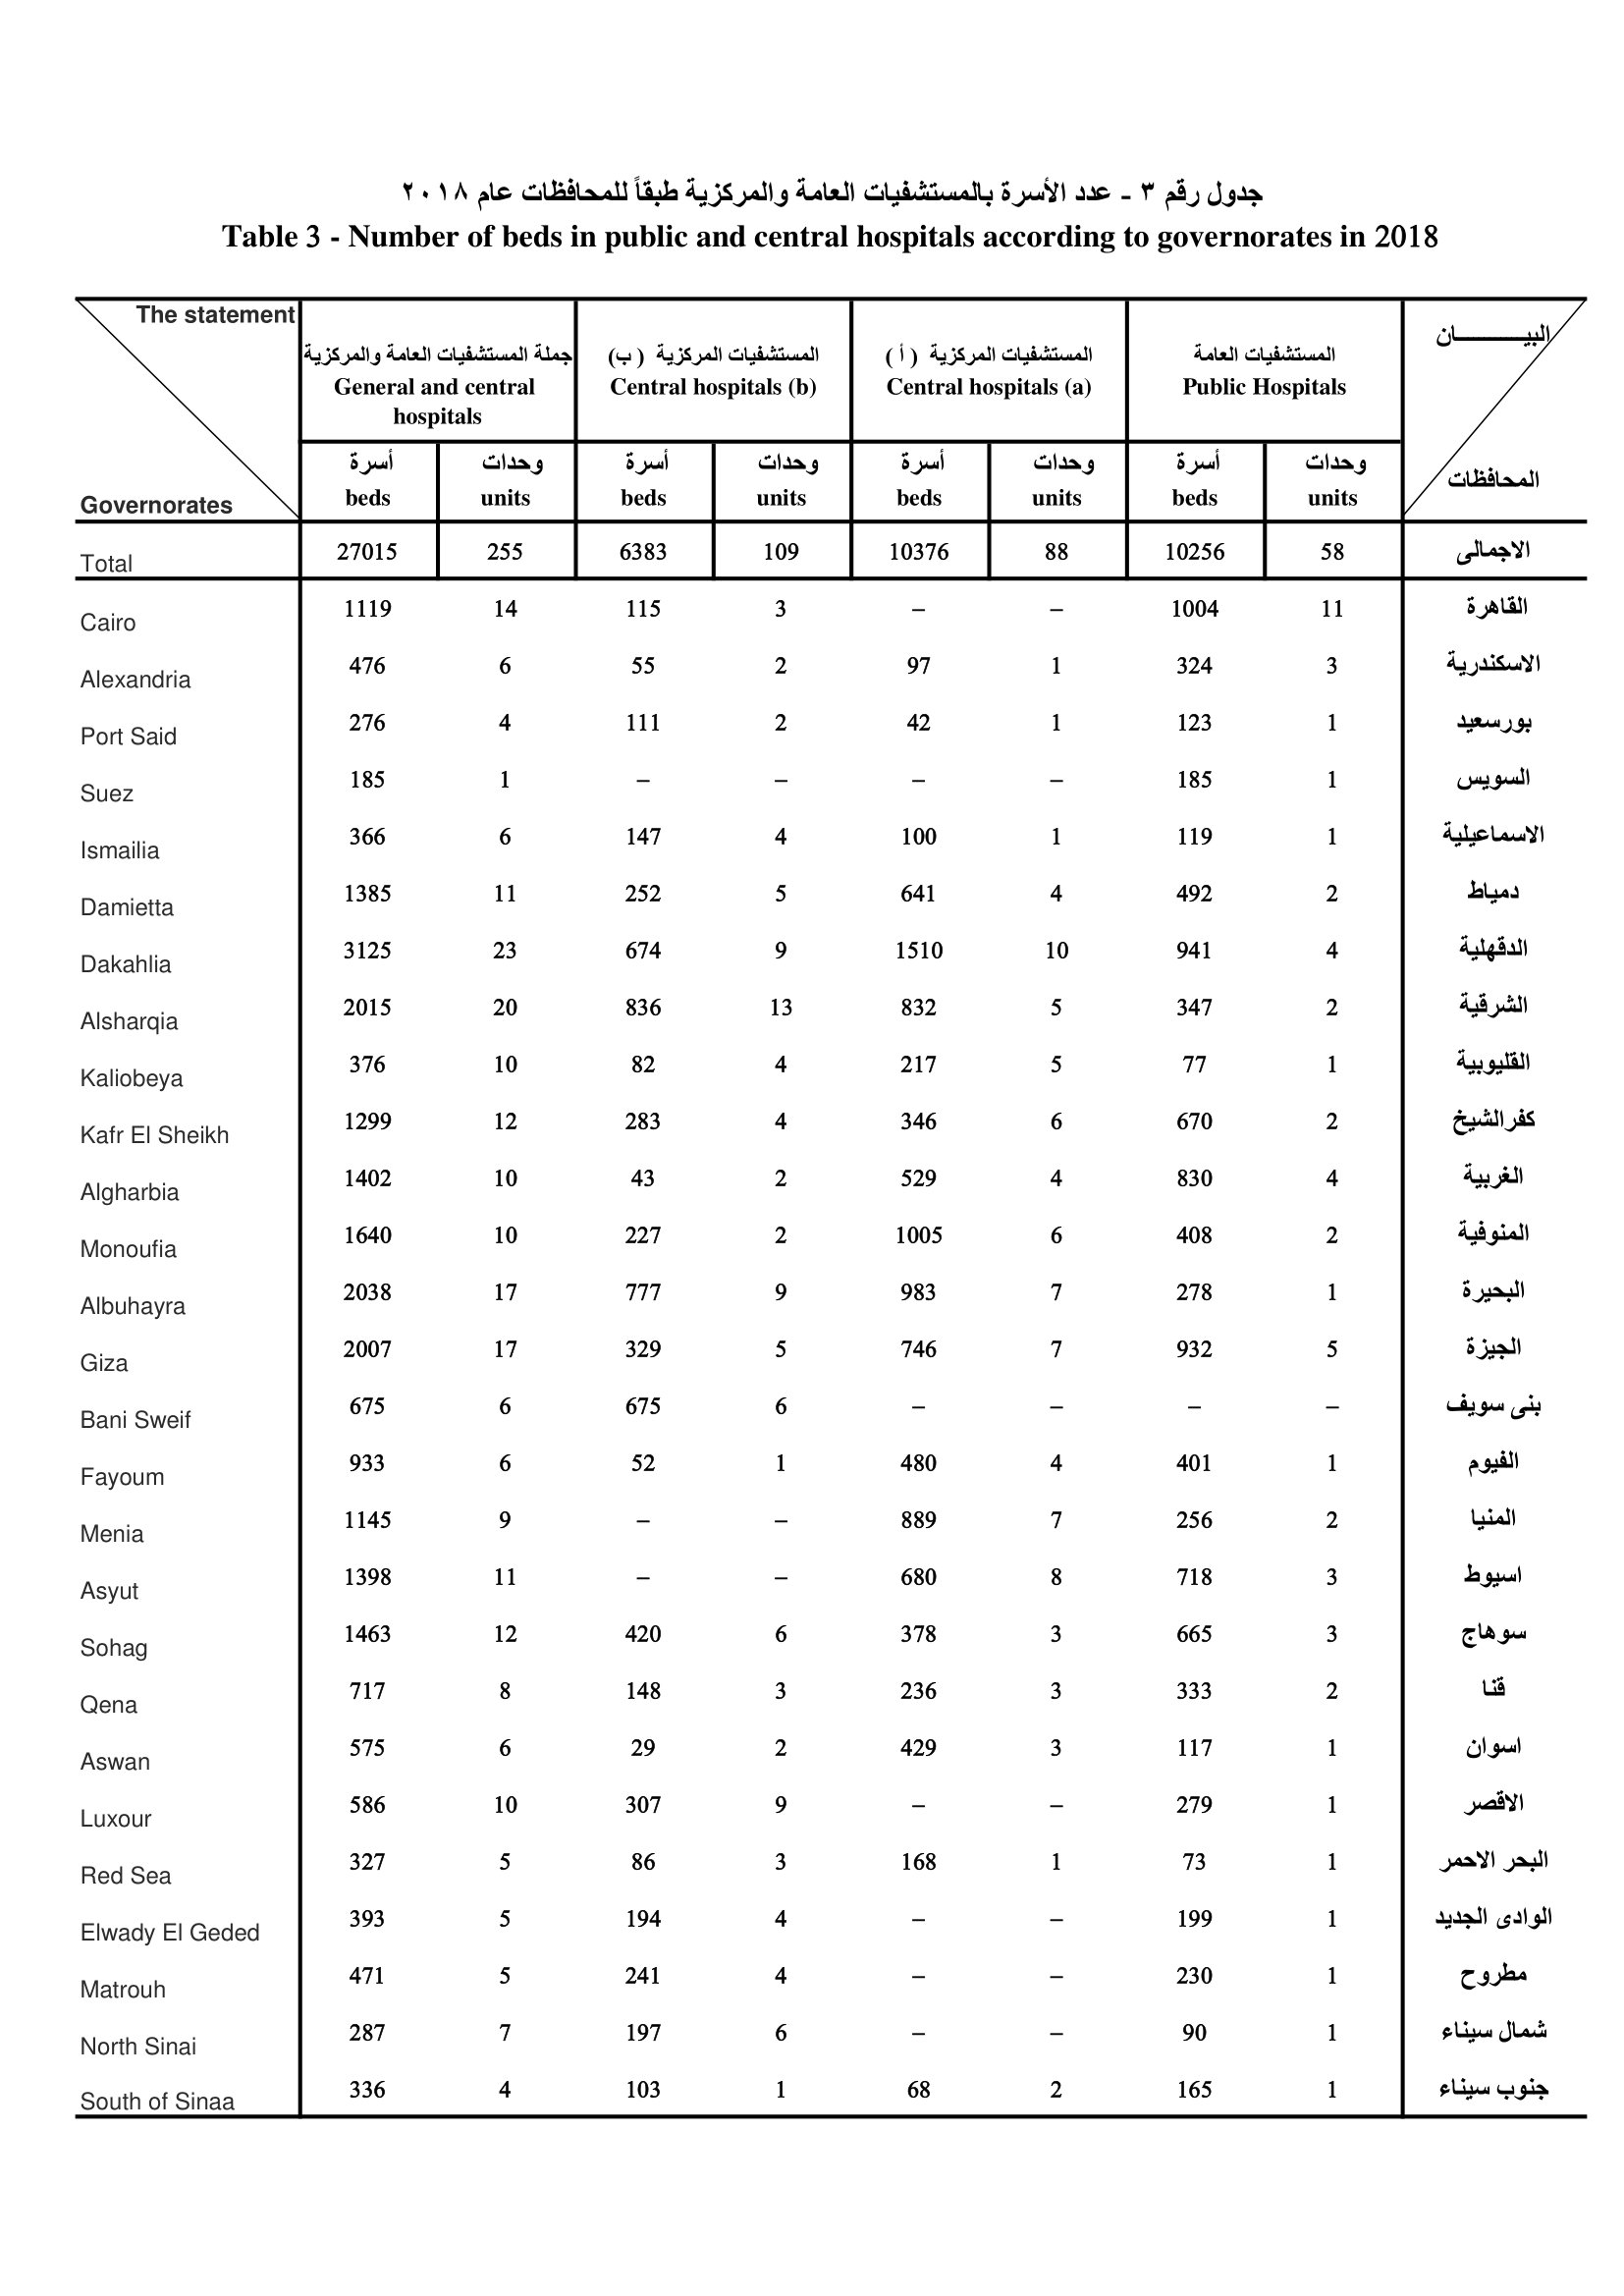 جدول رقم ٣ - عدد الأسرة بالمستشفيات العامة والمركزية طبقاً للمحافظات عام ٢٠١٨
Table 3 - Number of beds in public and central hospitals according to governorates in 2018
The statement
جملة المستشفيات العامة والمركزية المستشفيات المركزية ( ب) المستشفيات المركزية ( أ ) المستشفيات العامة البيـــــــان
General and central hospitals Central hospitals (b) Central hospitals (a) Public Hospitals
أسرة وحدات أسرة وحدات أسرة وحدات أسرة وحدات المحافظات
Governorates beds units beds units beds units beds units
Total 27015 255 6383 109 10376 88 10256 58 الاجمالى
Cairo 1119 14 115 3 – – 1004 11 القاهرة
Alexandria 476 6 55 2 97 1 324 3 الاسكندرية
Port Said 276 4 111 2 42 1 123 1 بورسعيد
Suez 185 1 – – – – 185 1 السويس
Ismailia 366 6 147 4 100 1 119 1 الاسماعيلية
Damietta 1385 11 252 5 641 4 492 2 دمياط
Dakahlia 3125 23 674 9 1510 10 941 4 الدقهلية
Alsharqia 2015 20 836 13 832 5 347 2 الشرقية
Kaliobeya 376 10 82 4 217 5 77 1 القليوبية
Kafr El Sheikh 1299 12 283 4 346 6 670 2 كفرالشيخ
Algharbia 1402 10 43 2 529 4 830 4 الغربية
Monoufia 1640 10 227 2 1005 6 408 2 المنوفية
Albuhayra 2038 17 777 9 983 7 278 1 البحيرة
Giza 2007 17 329 5 746 7 932 5 الجيزة
Bani Sweif 675 6 675 6 – – – – بنى سويف
Fayoum 933 6 52 1 480 4 401 1 الفيوم
Menia 1145 9 – – 889 7 256 2 المنيا
Asyut 1398 11 – – 680 8 718 3 اسيوط
Sohag 1463 12 420 6 378 3 665 3 سوهاج
Qena 717 8 148 3 236 3 333 2 قنا
Aswan 575 6 29 2 429 3 117 1 اسوان
Luxour 586 10 307 9 – – 279 1 الاقصر
Red Sea 327 5 86 3 168 1 73 1 البحر الاحمر
Elwady El Geded 393 5 194 4 – – 199 1 الوادى الجديد
Matrouh 471 5 241 4 – – 230 1 مطروح
North Sinai 287 7 197 6 – – 90 1 شمال سيناء
South of Sinaa 336 4 103 1 68 2 165 1 جنوب سيناء